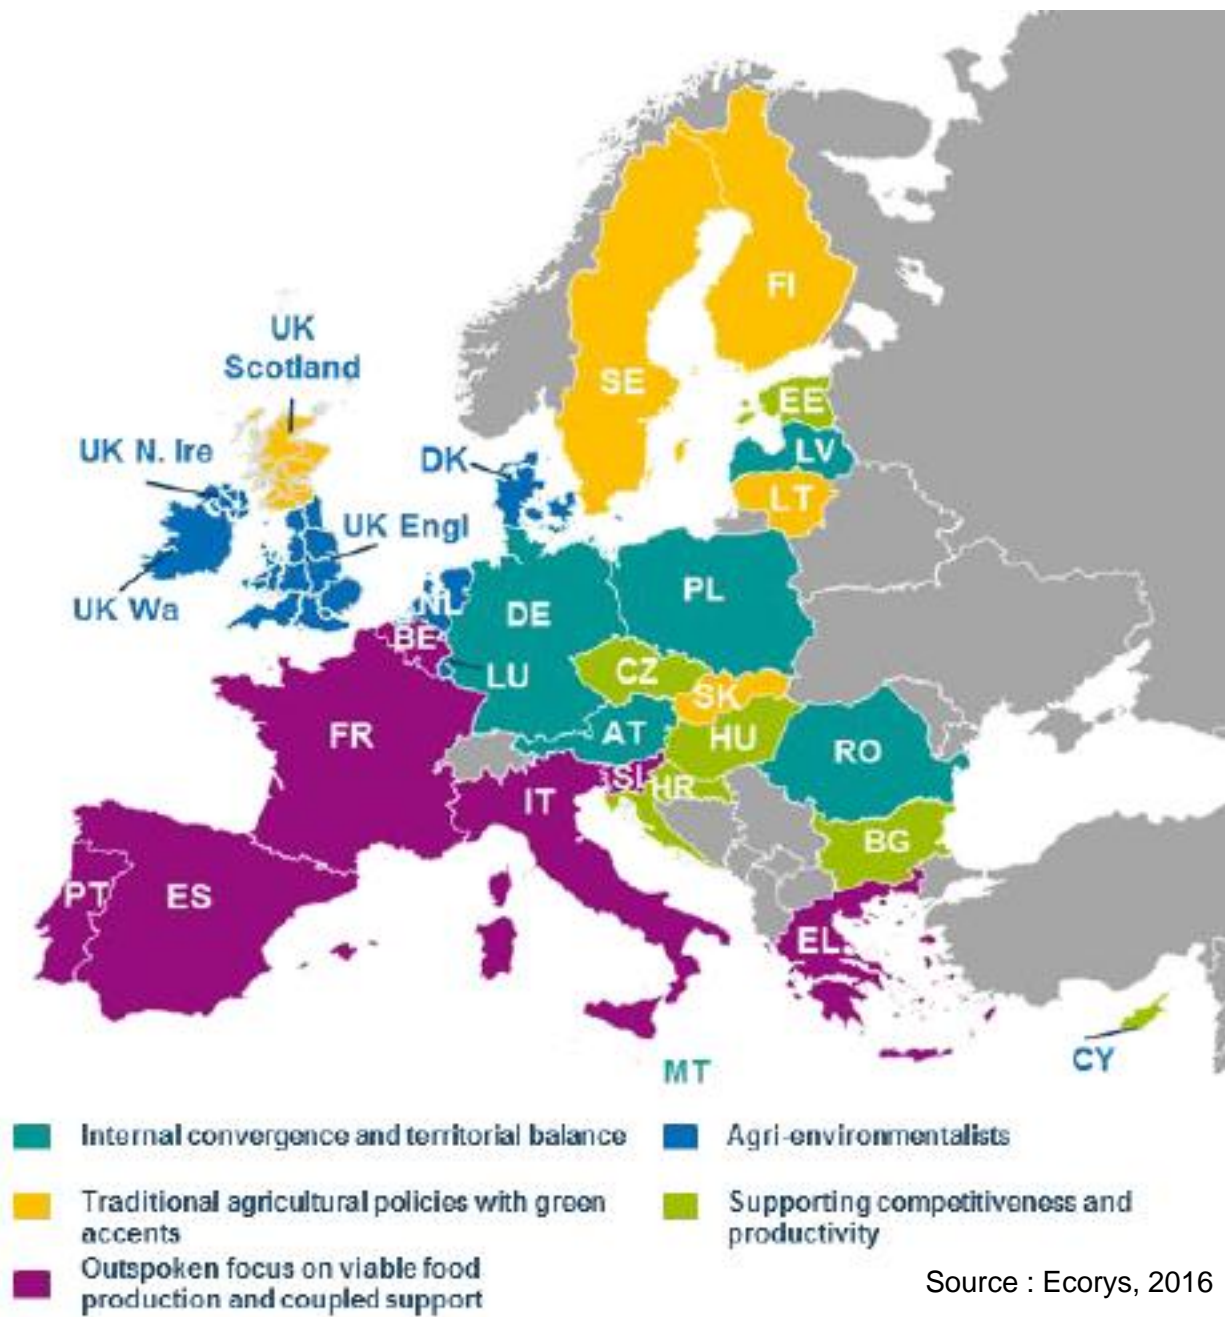 UK
Scotland
UK N. Ire
DK
UK Engl
UK Wa
FI
SE
EE
LV
LT
NL
BE
DE
PL
LU
CZ
SK
FR
AT
HU
RO
SI
HR
IT
BG
PT
ES
EL
MT
CY
Internal convergence and territorial balance
Agri-environmentalists
Traditional agricultural policies with green
accents
Supporting competitiveness and
productivity
Outspoken focus on viable food
production and coupled support
Source : Ecorys, 2016